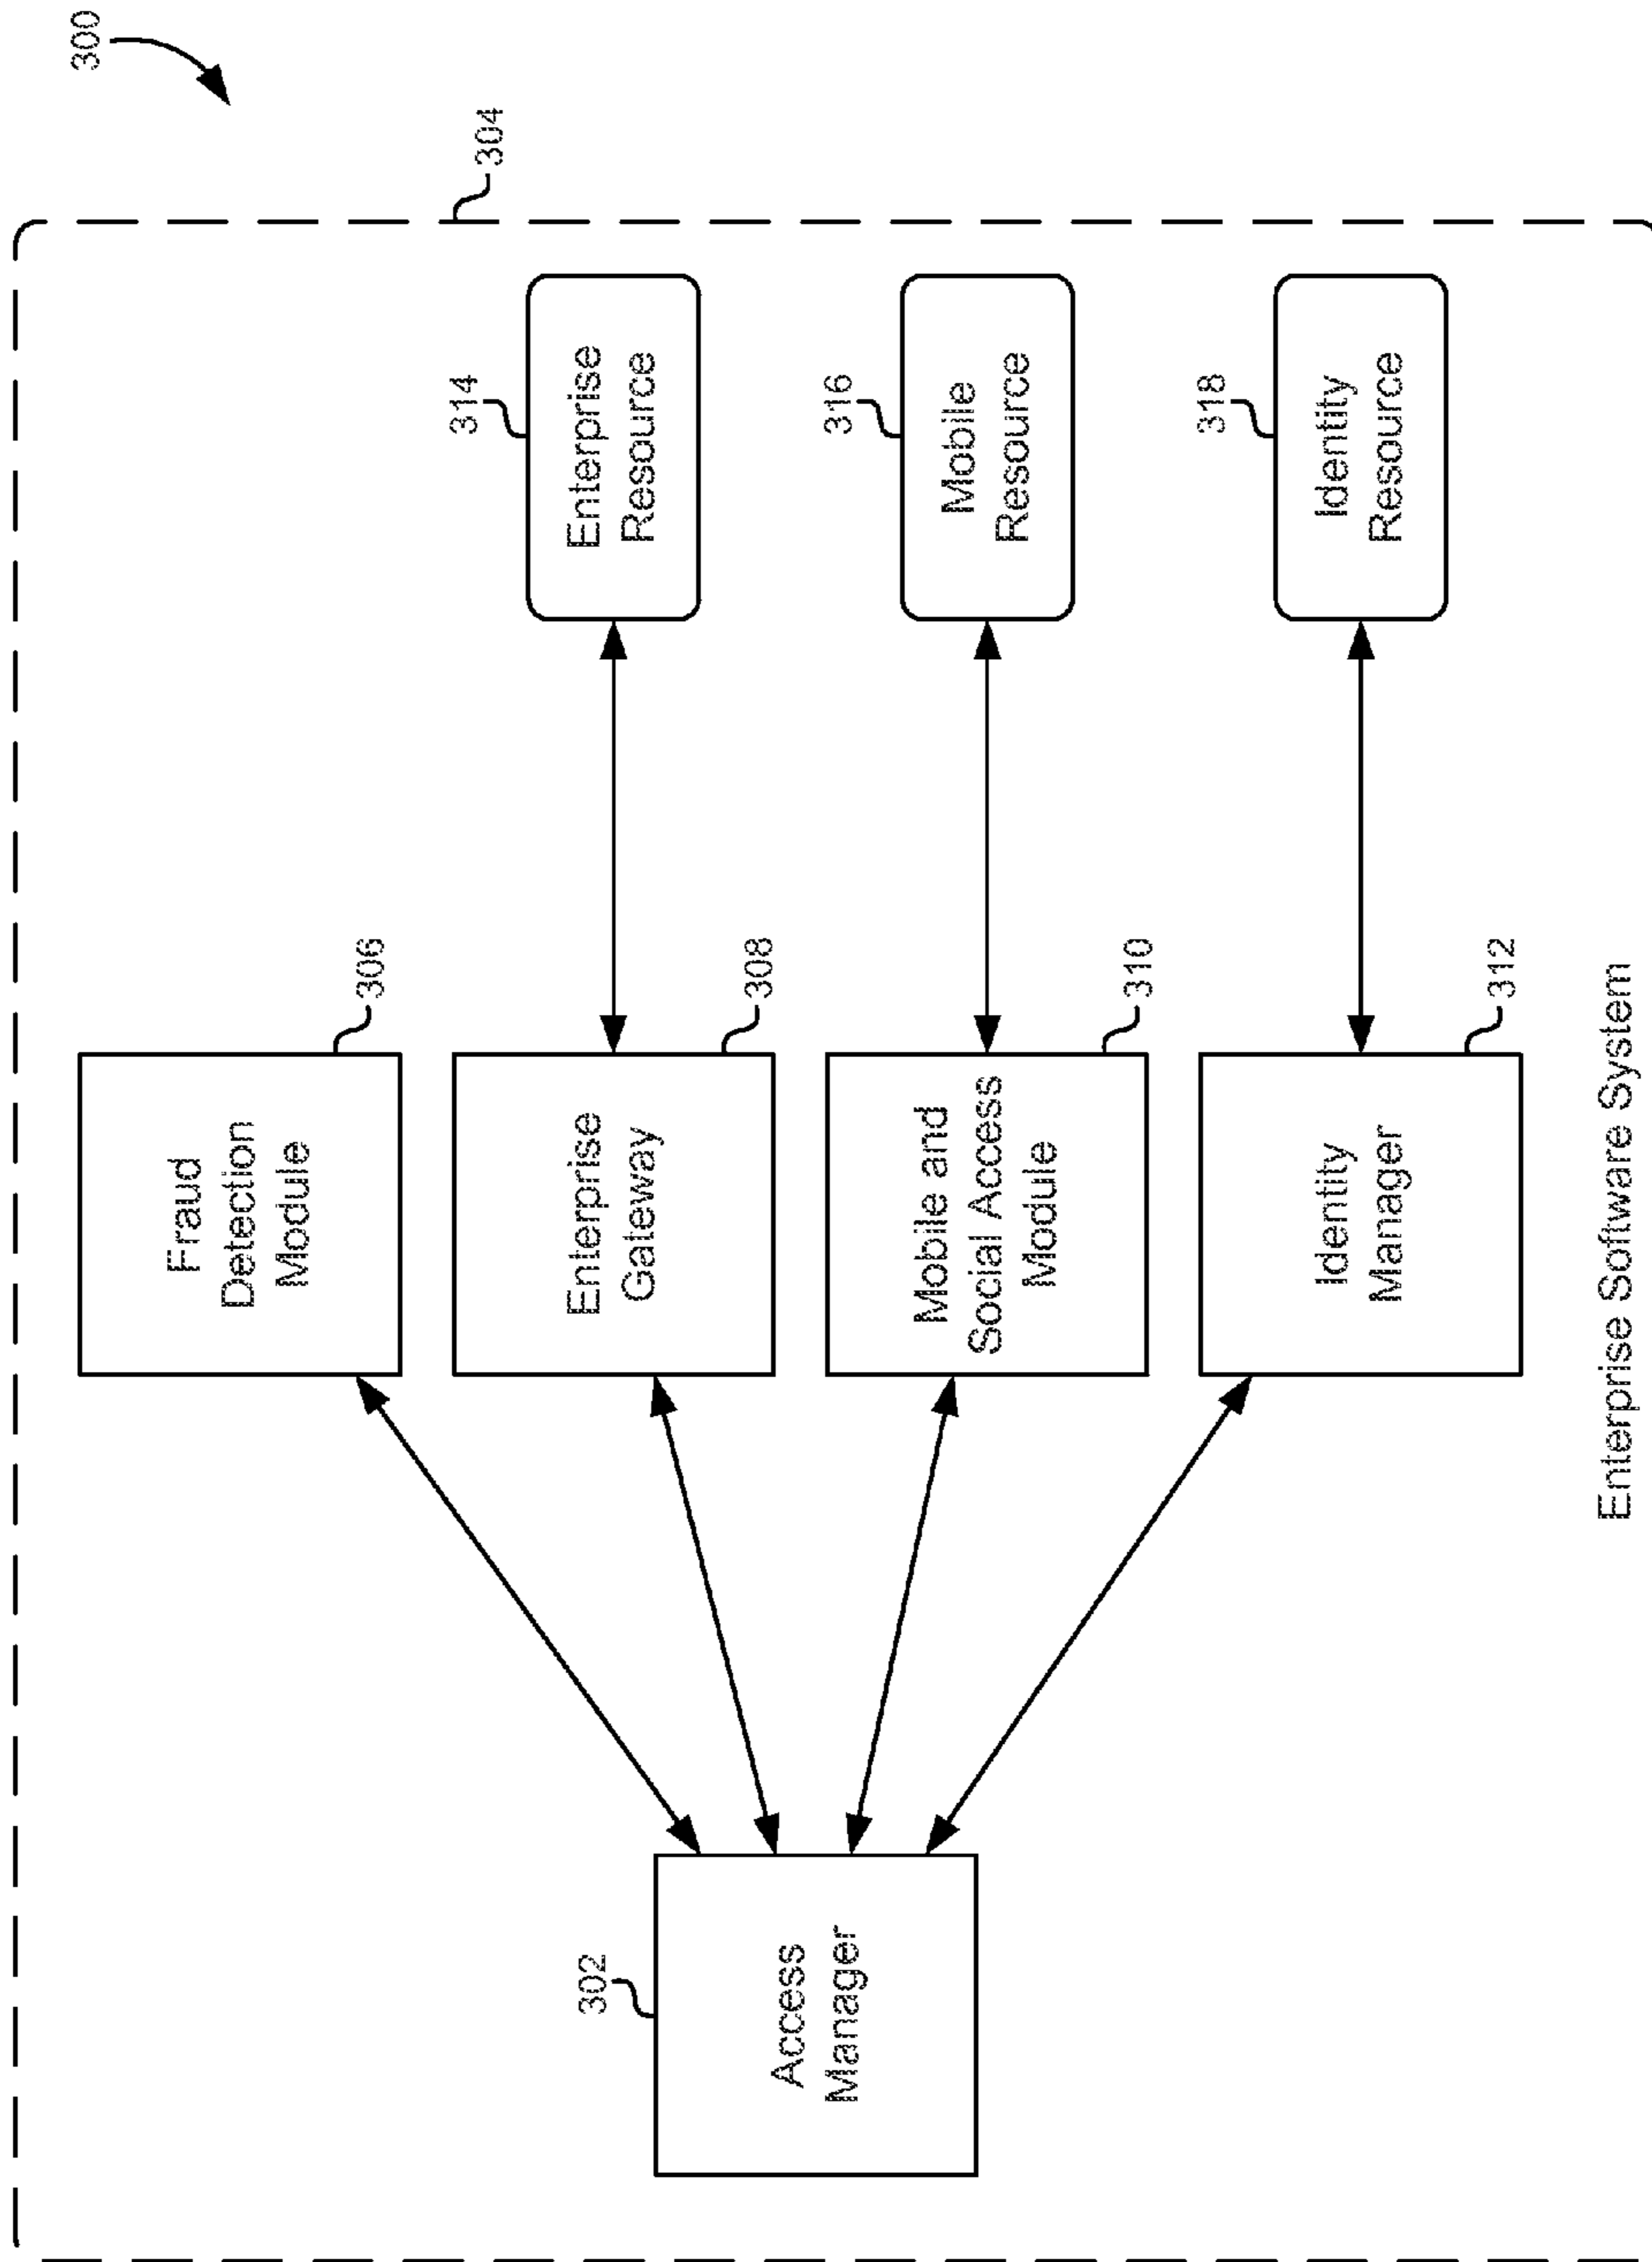 300
304
Fraud
Detection
Module
306
Enterprise
Gateway
308
314
Enterprise
Resource
302
Access
Manager
Mobile and
Social Access
Module
310
316
Mobile
Resource
Identity
Manager
312
318
Identity
Resource
Enterprise Software System